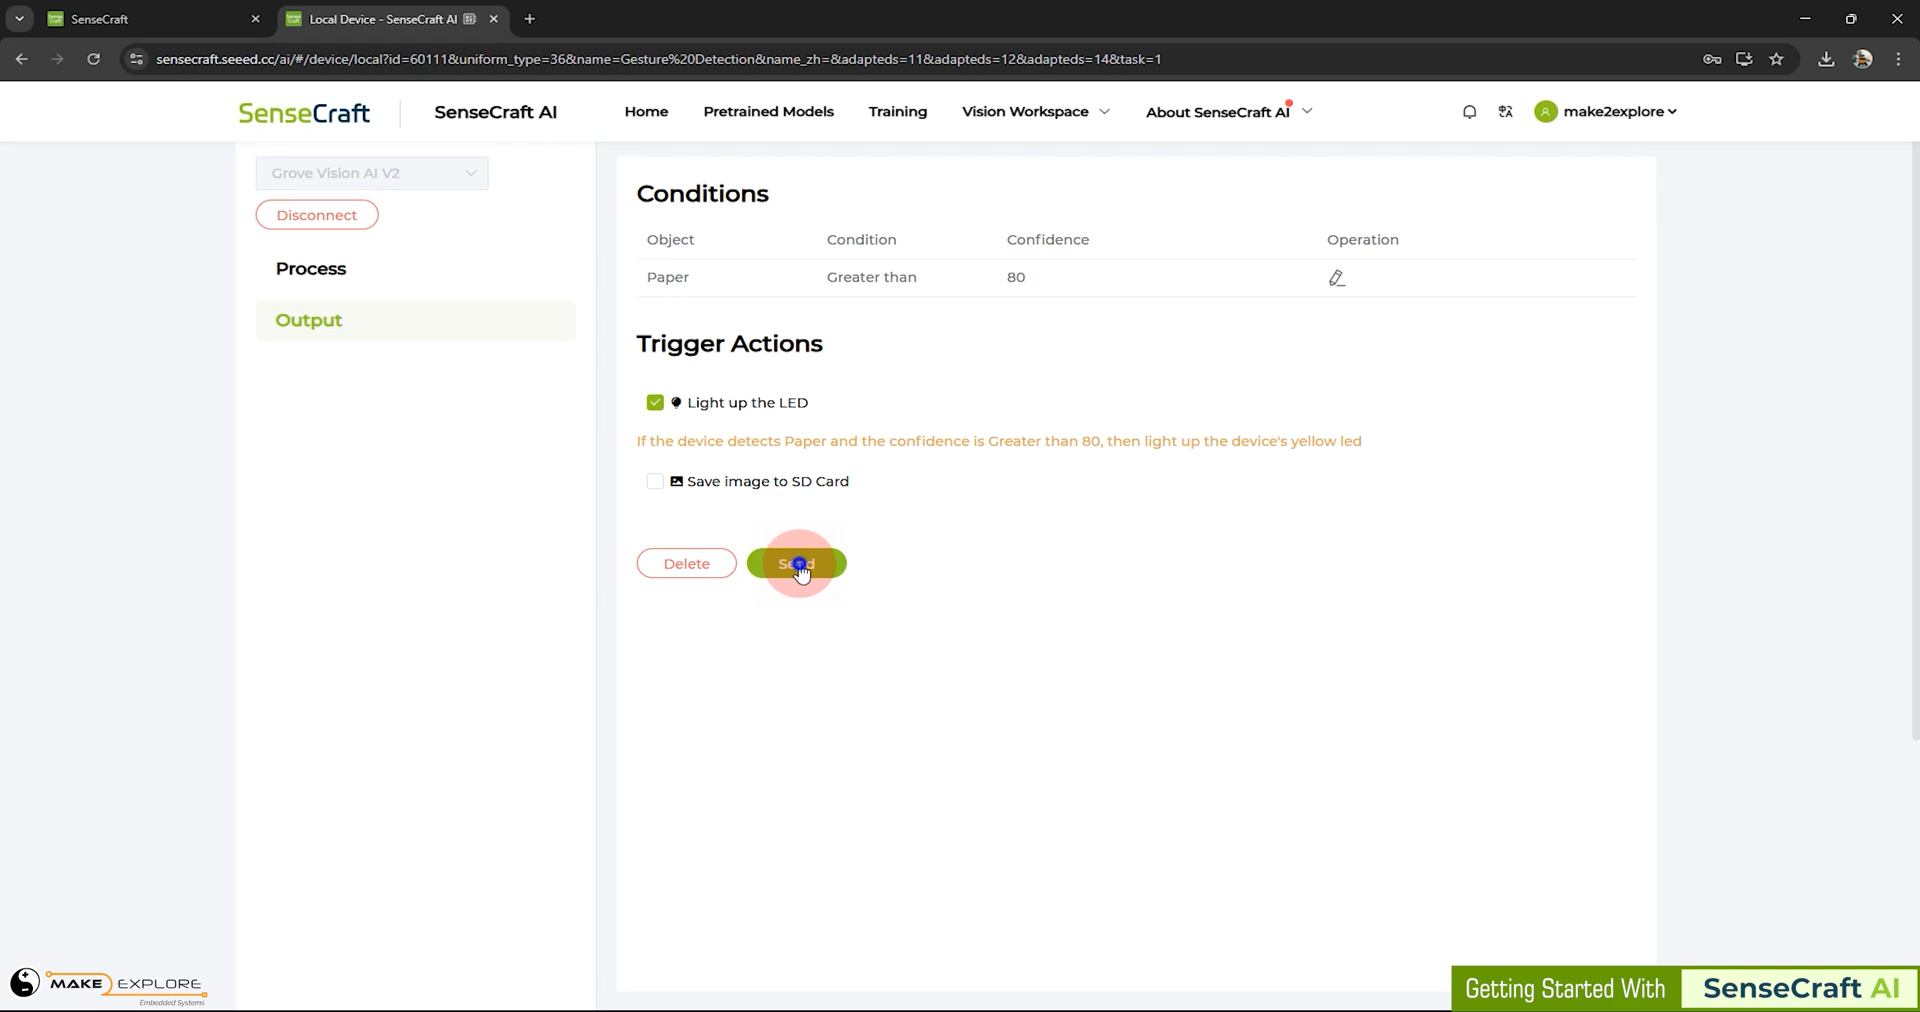 SenseCraft
Local Device - SenseCraft AI
sensecraft.seeed.cc/ai/#/device/local?id=60111&uniform_type=36&name=Gesture%20Detection&name_zh=&adapteds=11&adapteds=12&adapteds=14&task=1
SenseCraft
SenseCraft AI
Home
Pretrained Models
Training
Vision Workspace
About SenseCraft AI
make2explore
Grove Vision AI V2
Disconnect
Process
Output
Conditions
Object Condition Confidence Operation
Paper Greater than 80
Trigger Actions
Light up the LED
If the device detects Paper and the confidence is Greater than 80, then light up the device's yellow led
Save image to SD Card
Delete
MAKE EXPLORE
Embedded Systems
Getting Started With SenseCraft AI